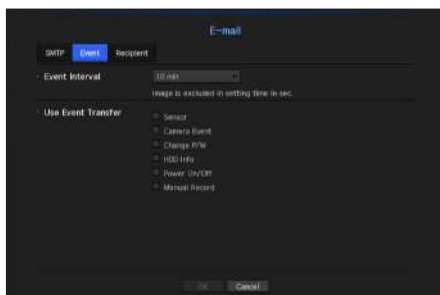 E-mail
SMTP Event Recipient
Event Interval
10 min
Image is excluded in setting time in sec.
Use Event Transfer
Sensor
Camera Event
Change P/W
HDD Info
Power On/Off
Manual Record
OK Cancel